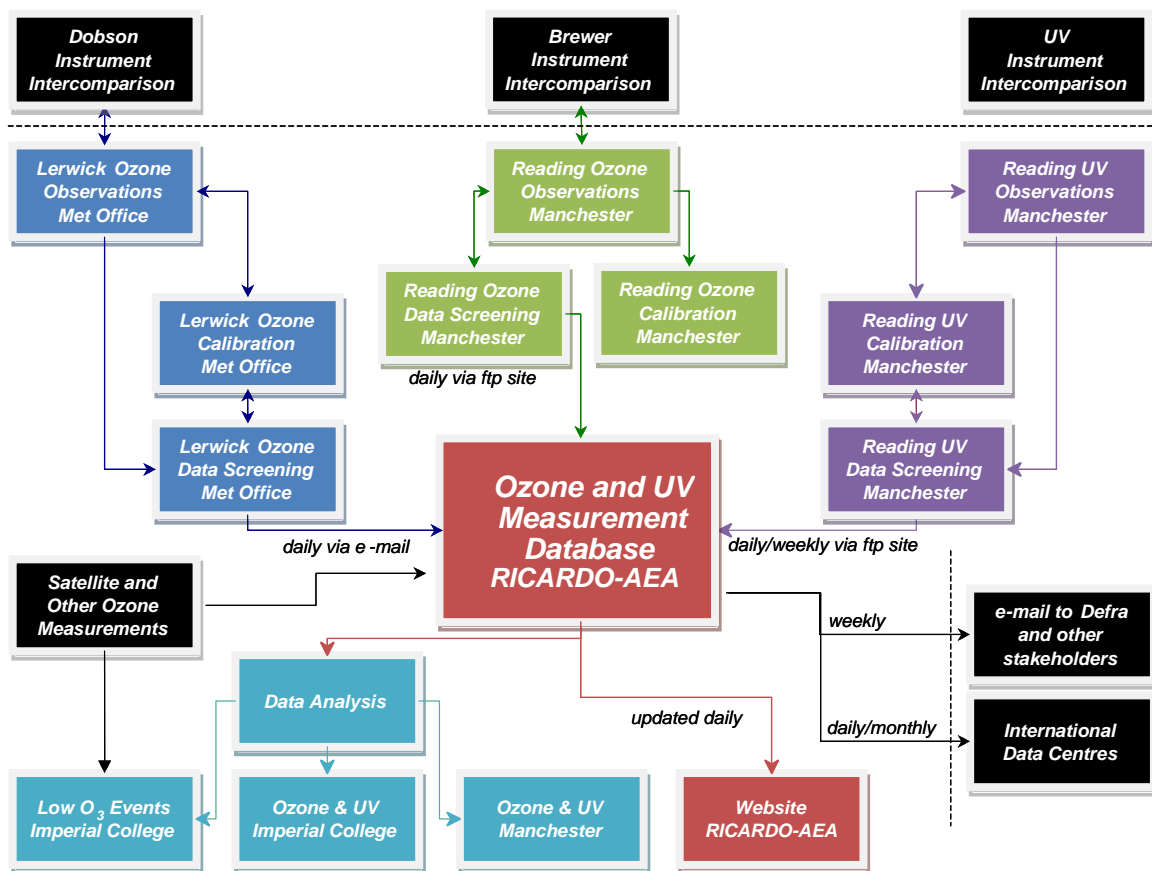 Dobson
Instrument
Intercomparison
Brewer
Instrument
Intercomparison
UV
Instrument
Intercomparison
Lerwick Ozone
Observations
Met Office
Reading Ozone
Observations
Manchester
Reading UV
Observations
Manchester
Lerwick Ozone
Calibration
Met Office
Reading Ozone
Data Screening
Manchester
daily via ftp site
Reading Ozone
Calibration
Manchester
Reading UV
Calibration
Manchester
Lerwick Ozone
Data Screening
Met Office
Reading UV
Data Screening
Manchester
Ozone and UV
Measurement
Database
RICARDO-AEA
daily via e-mail
daily/weekly via ftp site
Satellite and
Other Ozone
Measurements
weekly
e-mail to Defra
and other
stakeholders
Data Analysis
updated daily
daily/monthly
International
Data Centres
Low O3 Events
Imperial College
Ozone & UV
Imperial College
Ozone & UV
Manchester
Website
RICARDO-AEA